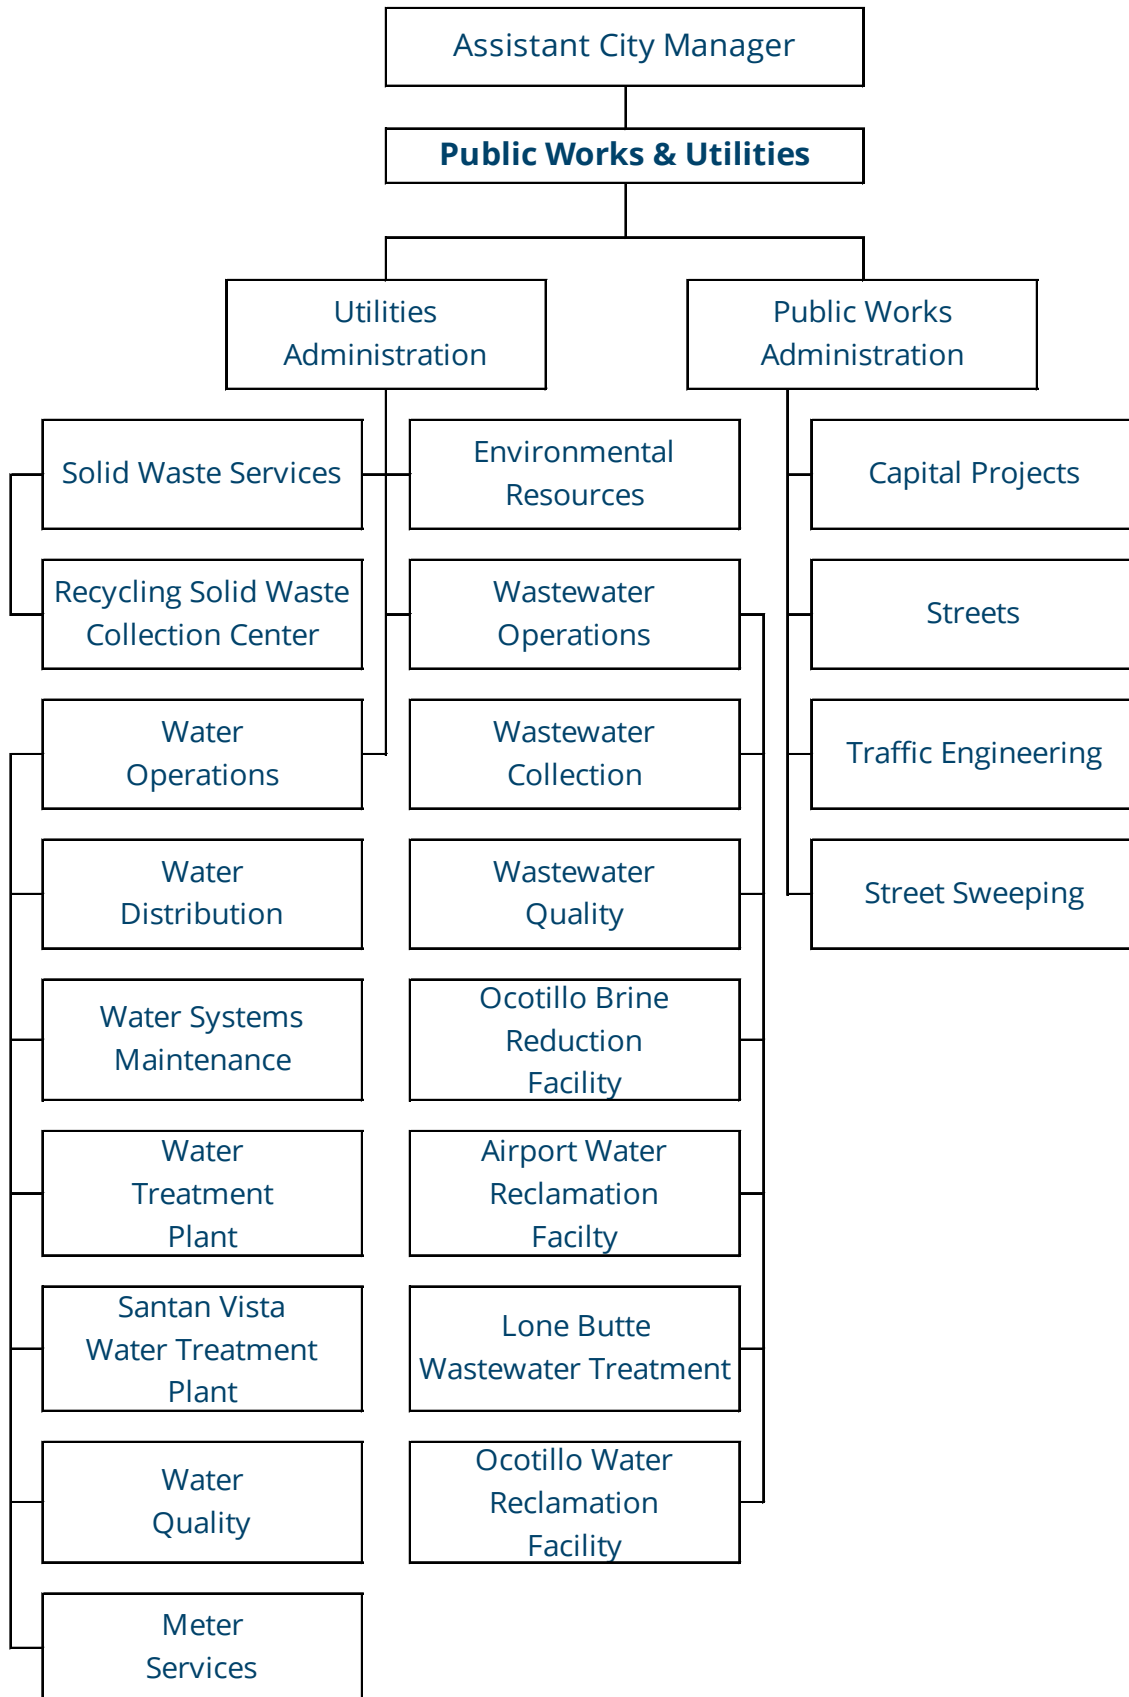 Assistant City Manager
Public Works & Utilities
Utilities
Administration
Public Works
Administration
Solid Waste Services
Environmental
Resources
Capital Projects
Recycling Solid Waste
Collection Center
Wastewater
Operations
Streets
Water
Operations
Wastewater
Collection
Traffic Engineering
Water
Distribution
Wastewater
Quality
Street Sweeping
Water Systems
Maintenance
Ocotillo Brine
Reduction
Facility
Water
Treatment
Plant
Airport Water
Reclamation
Facilty
Santan Vista
Water Treatment
Plant
Lone Butte
Wastewater Treatment
Water
Quality
Ocotillo Water
Reclamation
Facility
Meter
Services